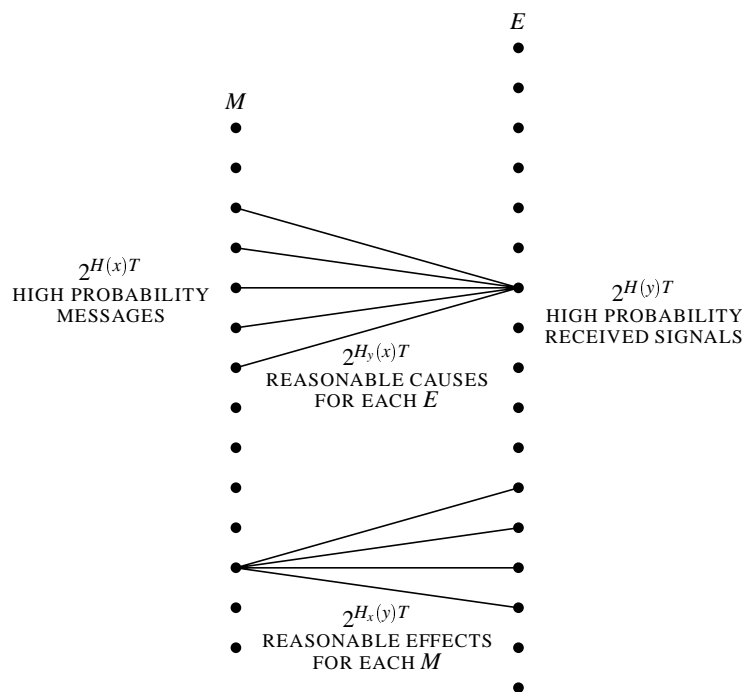 E
M
2^{H(x)T}
HIGH PROBABILITY
MESSAGES
2^{H(y)T}
HIGH PROBABILITY
RECEIVED SIGNALS
2^{H_y(x)T}
REASONABLE CAUSES
FOR EACH E
2^{H_x(y)T}
REASONABLE EFFECTS
FOR EACH M